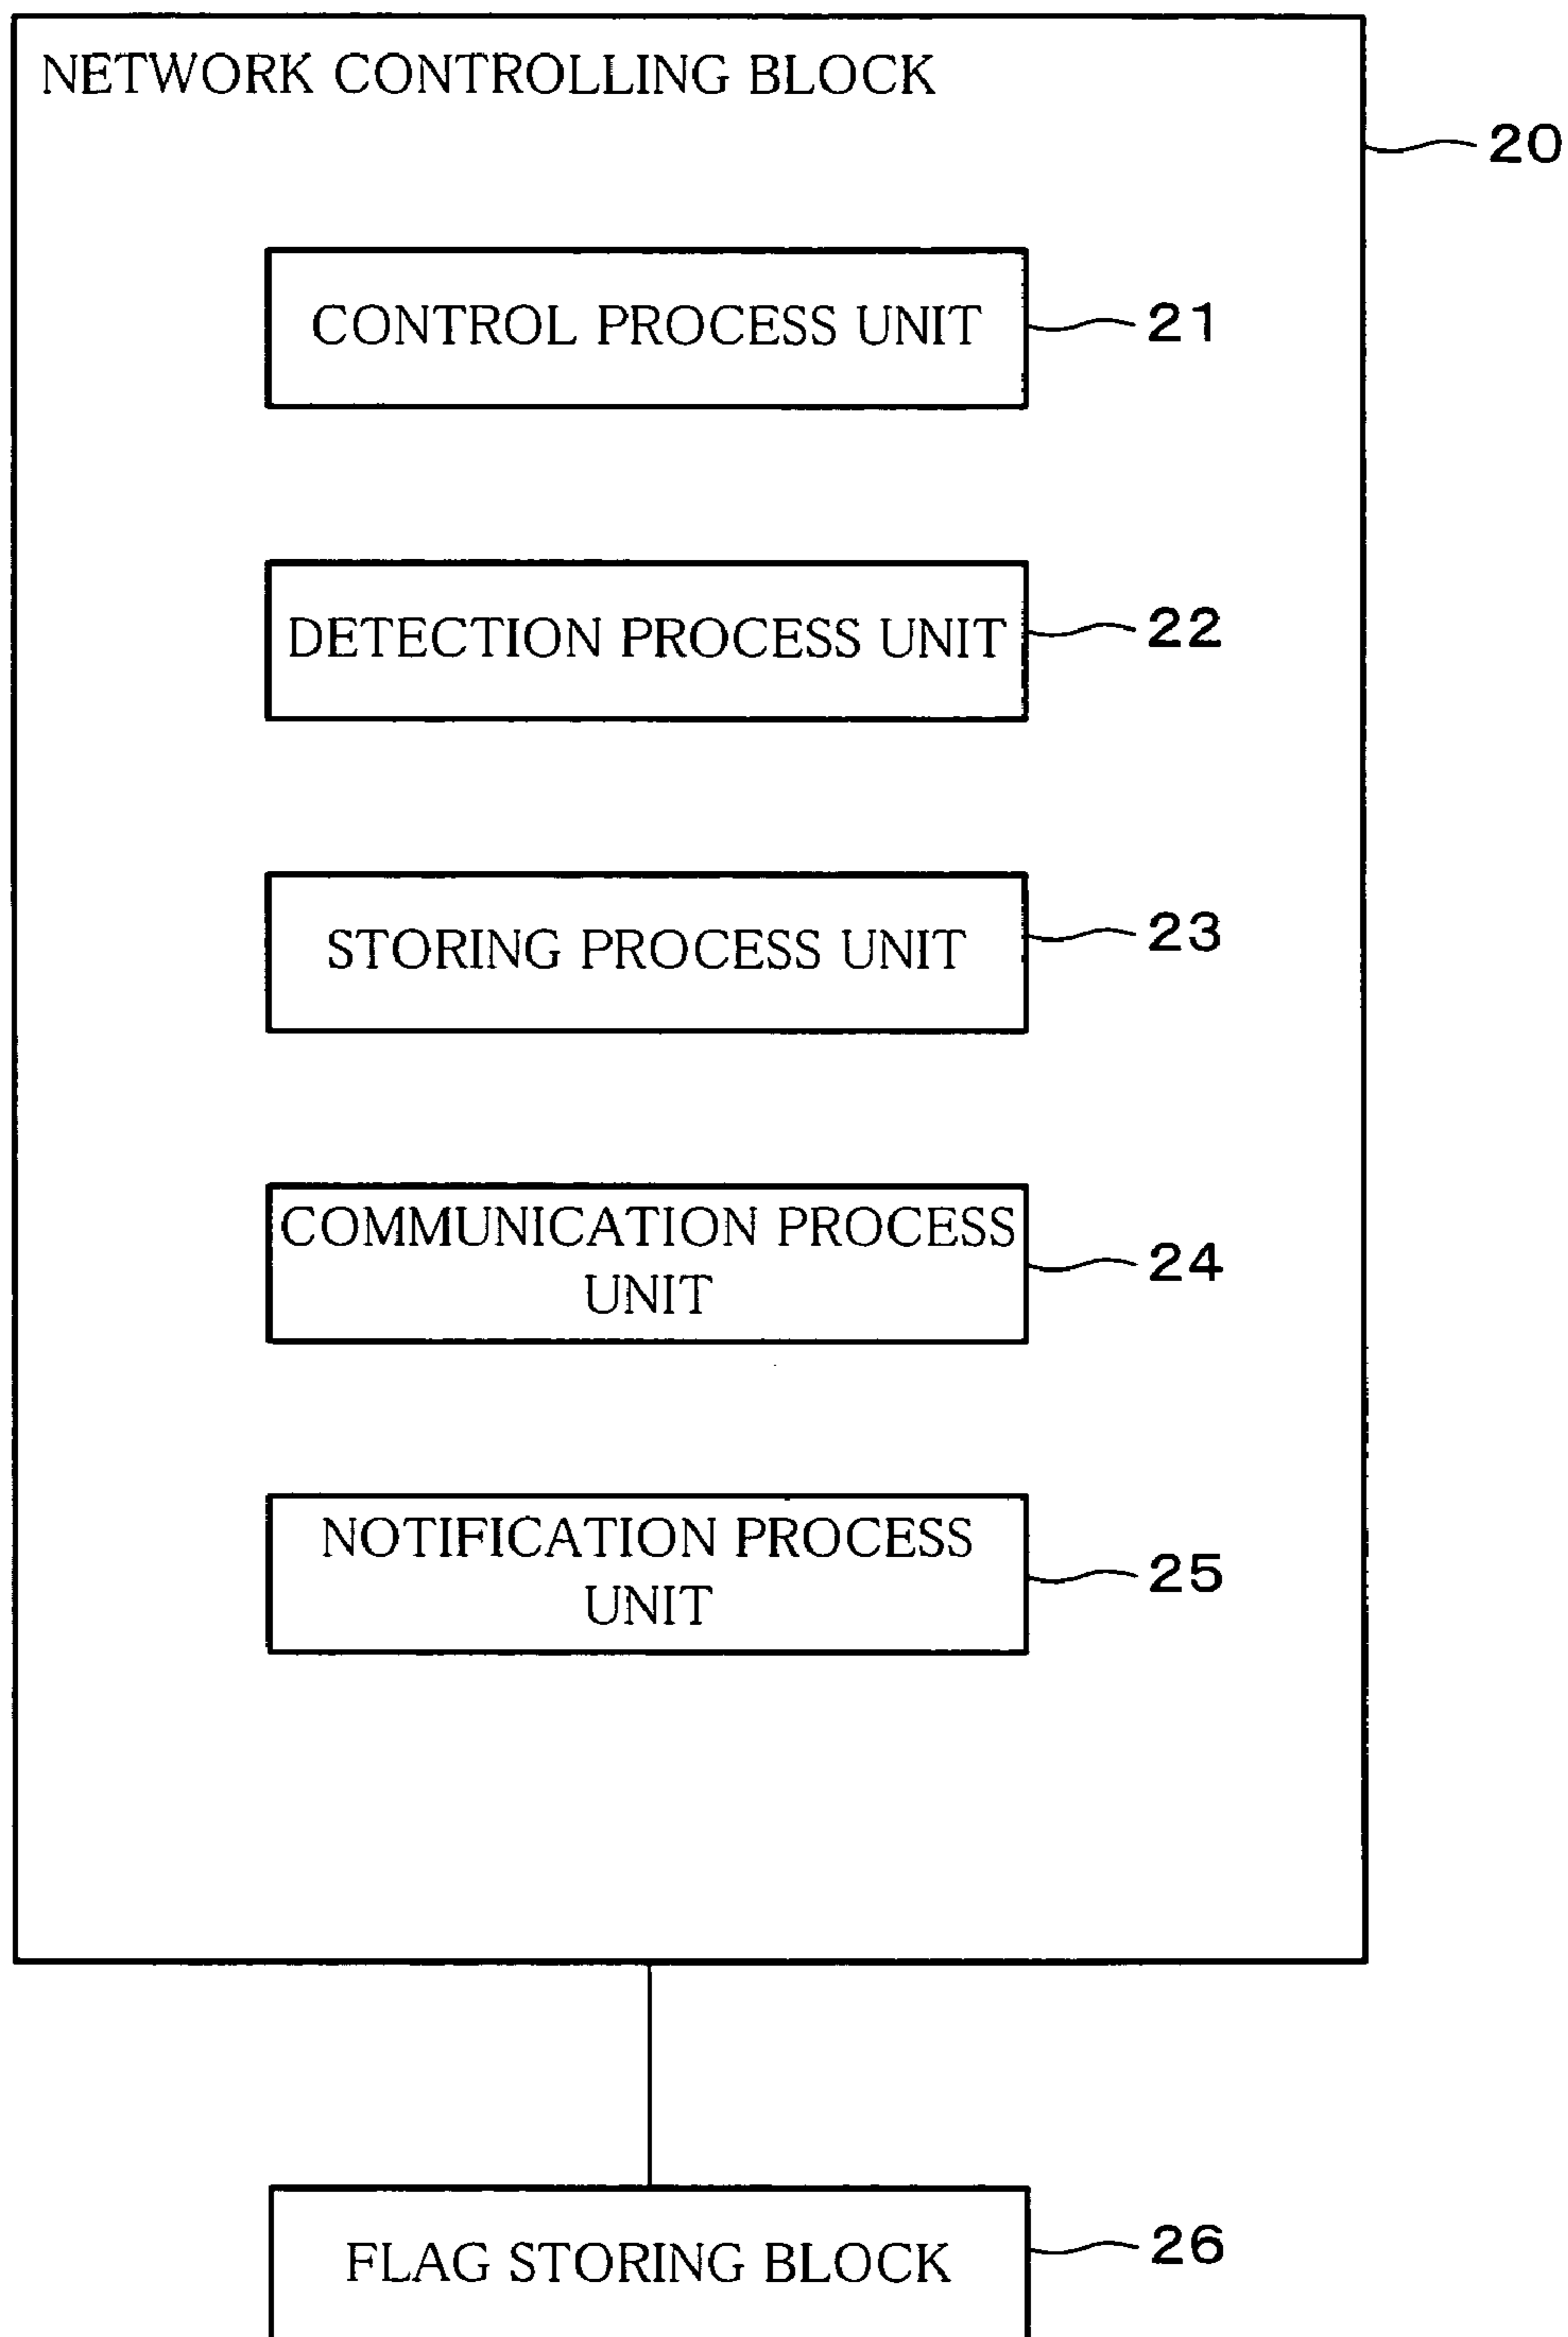 NETWORK CONTROLLING BLOCK
20
CONTROL PROCESS UNIT
21
DETECTION PROCESS UNIT
22
STORING PROCESS UNIT
23
COMMUNICATION PROCESS
UNIT
24
NOTIFICATION PROCESS
UNIT
25
FLAG STORING BLOCK
26